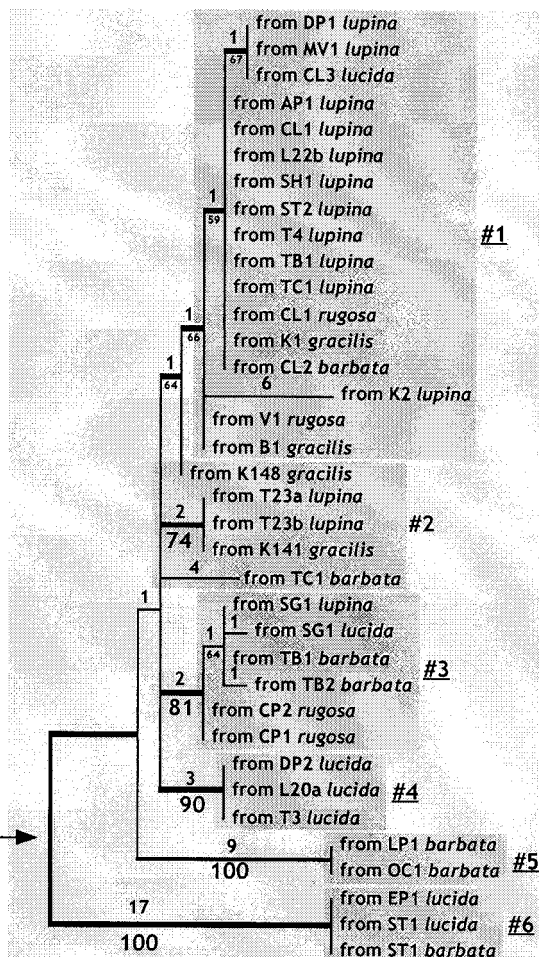 from DP1 lupina
1
from MV1 lupina
67
from CL3 lucida
from AP1 lupina
from CL1 lupina
from L22b lupina
from SH1 lupina
1
59
from ST2 lupina
from T4 lupina
#1
from TB1 lupina
from TC1 lupina
1
66
from CL1 rugosa
from K1 gracilis
1
64
from CL2 barbata
6
from K2 lupina
from V1 rugosa
from B1 gracilis
from K148 gracilis
from T23a lupina
2
74
from T23b lupina
#2
from K141 gracilis
4
from TC1 barbata
1
from SG1 lupina
1
from SG1 lucida
1
64
from TB1 barbata
#3
1
from TB2 barbata
2
81
from CP2 rugosa
from CP1 rugosa
from DP2 lucida
3
90
from L20a lucida
#4
from T3 lucida
9
100
from LP1 barbata
from OC1 barbata
#5
17
100
from EP1 lucida
from ST1 lucida
#6
from ST1 barbata